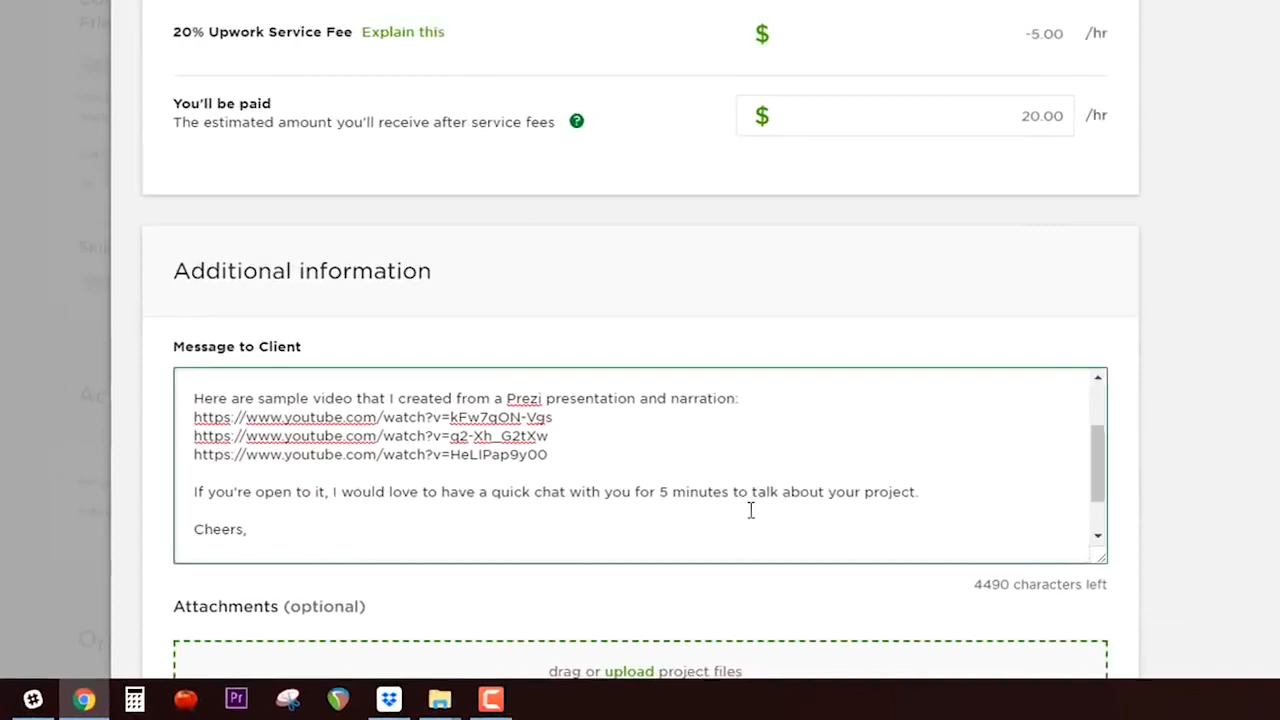 20% Upwork Service Fee Explain this $ -5.00 /hr
You'll be paid
The estimated amount you'll receive after service fees ? $ 20.00 /hr
Additional information
Message to Client
Here are sample video that I created from a Prezi presentation and narration:
https://www.youtube.com/watch?v=kFw7qON-Vgs
https://www.youtube.com/watch?v=q2-Xh_G2tXw
https://www.youtube.com/watch?v=HeLIPap9y00
If you're open to it, I would love to have a quick chat with you for 5 minutes to talk about your project.
Cheers,
4490 characters left
Attachments (optional)
drag or upload project files
Pr